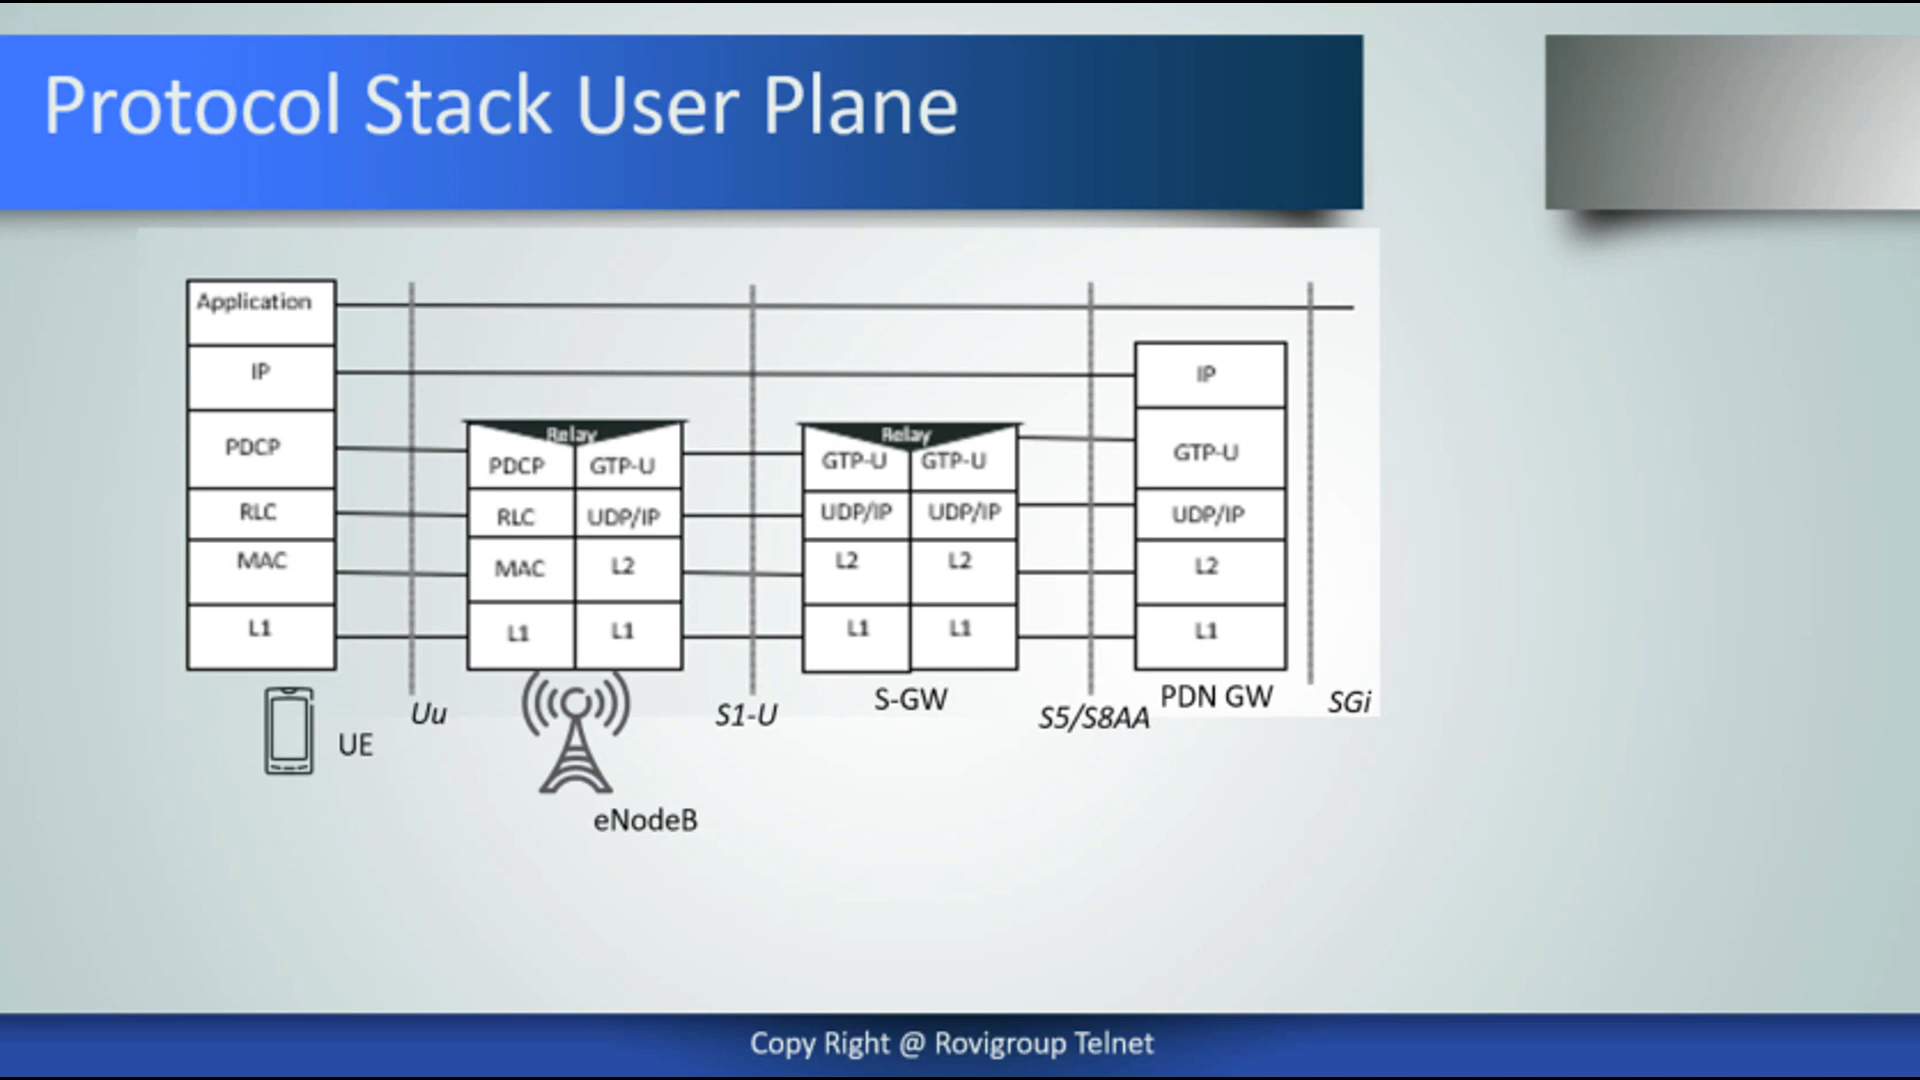 Protocol Stack User Plane
Application
IP
PDCP
RLC
MAC
L1
UE
Uu
Relay
PDCP GTP-U
RLC UDP/IP
MAC L2
L1 L1
eNodeB
S1-U
Relay
GTP-U GTP-U
UDP/IP UDP/IP
L2 L2
L1 L1
S-GW
S5/S8AA
IP
GTP-U
UDP/IP
L2
L1
PDN GW
SGi
Copy Right @ Rovigroup Telnet